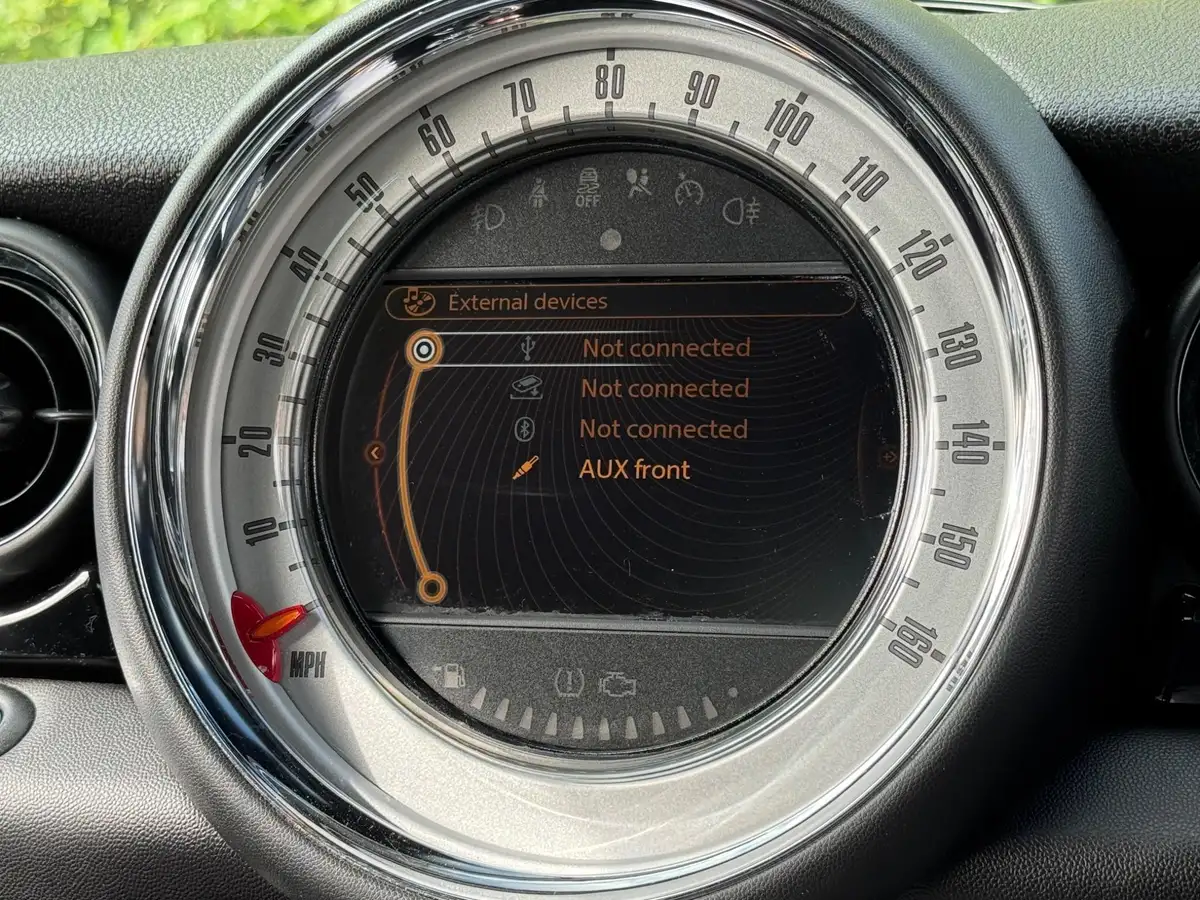 80
70
90
60
100
50
110
OFF
40
120
External devices
30
Not connected
130
Not connected
20
Not connected
140
AUX front
10
150
160
MPH